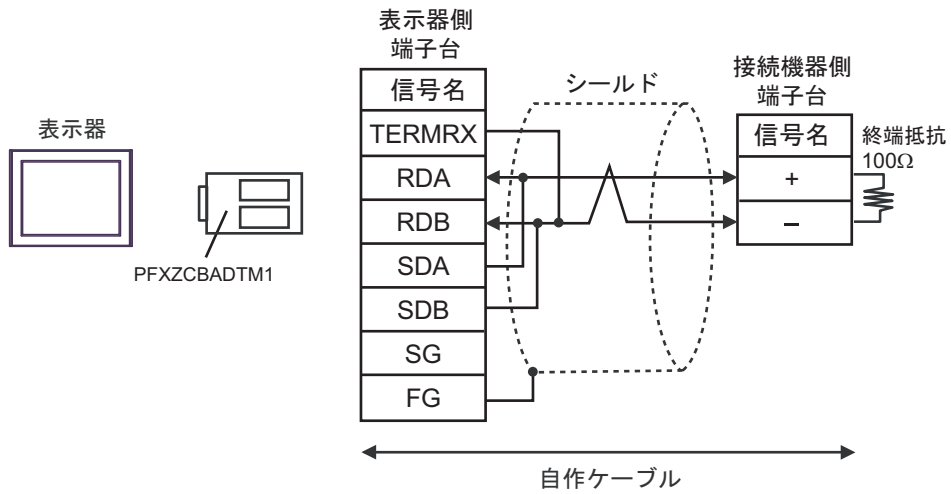 表示器
PFXZCBADTM1
表示器側
端子台
信号名
TERMRX
RDA
RDB
SDA
SDB
SG
FG
シールド
接続機器側
端子台
信号名
+
−
終端抵抗
100Ω
自作ケーブル